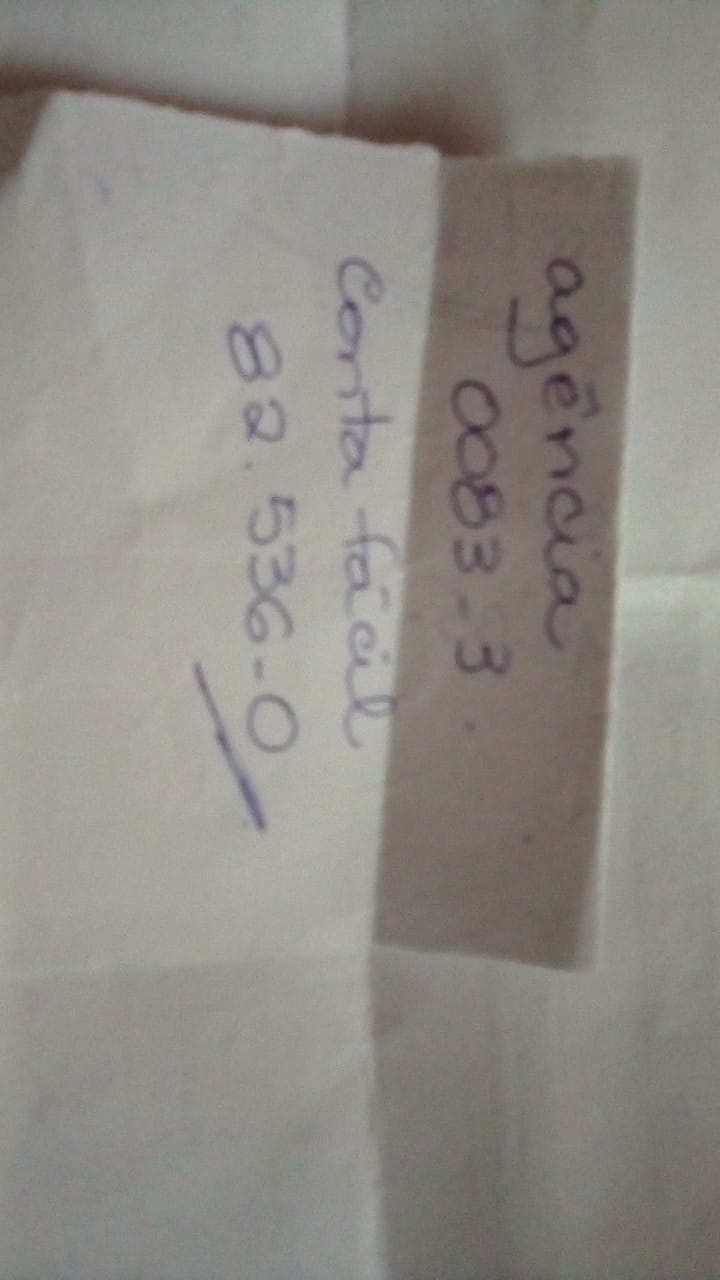 agência
0083-3.
Conta fácil
82.536-0